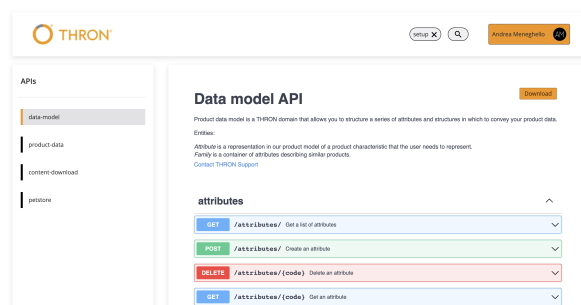 THRON
setup
Andrea Meneghello
AM
APIs
data-model
product-data
content-download
petstore
Data model API
Download
Product data model is a THRON domain that allows you to structure a series of attributes and structures in which to convey your product data.
Entities:
Attribute is a representation in our product model of a product characteristic that the user needs to represent.
Family is a container of attributes describing similar products.
Contact THRON Support
attributes
GET /attributes/ Get a list of attributes
POST /attributes/ Create an attribute
DELETE /attributes/{code} Delete an attribute
GET /attributes/{code} Get an attribute